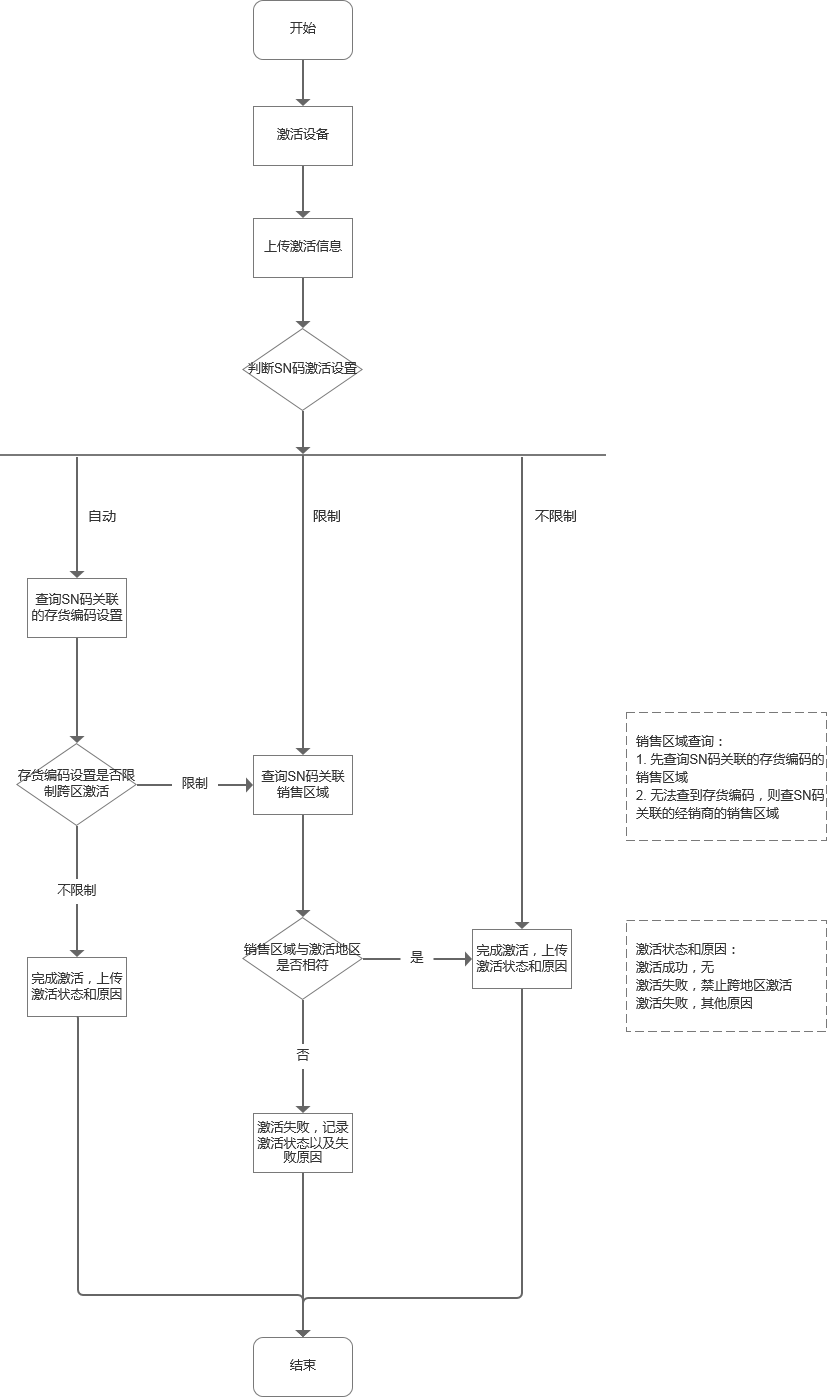 开始
激活设备
上传激活信息
判断SN码激活设置
自动
限制
不限制
查询SN码关联
的存货编码设置
存货编码设置是否限
制跨区激活
限制
查询SN码关联
销售区域
销售区域查询：
1. 先查询SN码关联的存货编码的
销售区域
2. 无法查到存货编码，则查SN码
关联的经销商的销售区域
不限制
销售区域与激活地区
是否相符
是
完成激活，上传
激活状态和原因
激活状态和原因：
激活成功，无
激活失败，禁止跨地区激活
激活失败，其他原因
完成激活，上传
激活状态和原因
否
激活失败，记录
激活状态以及失
败原因
结束